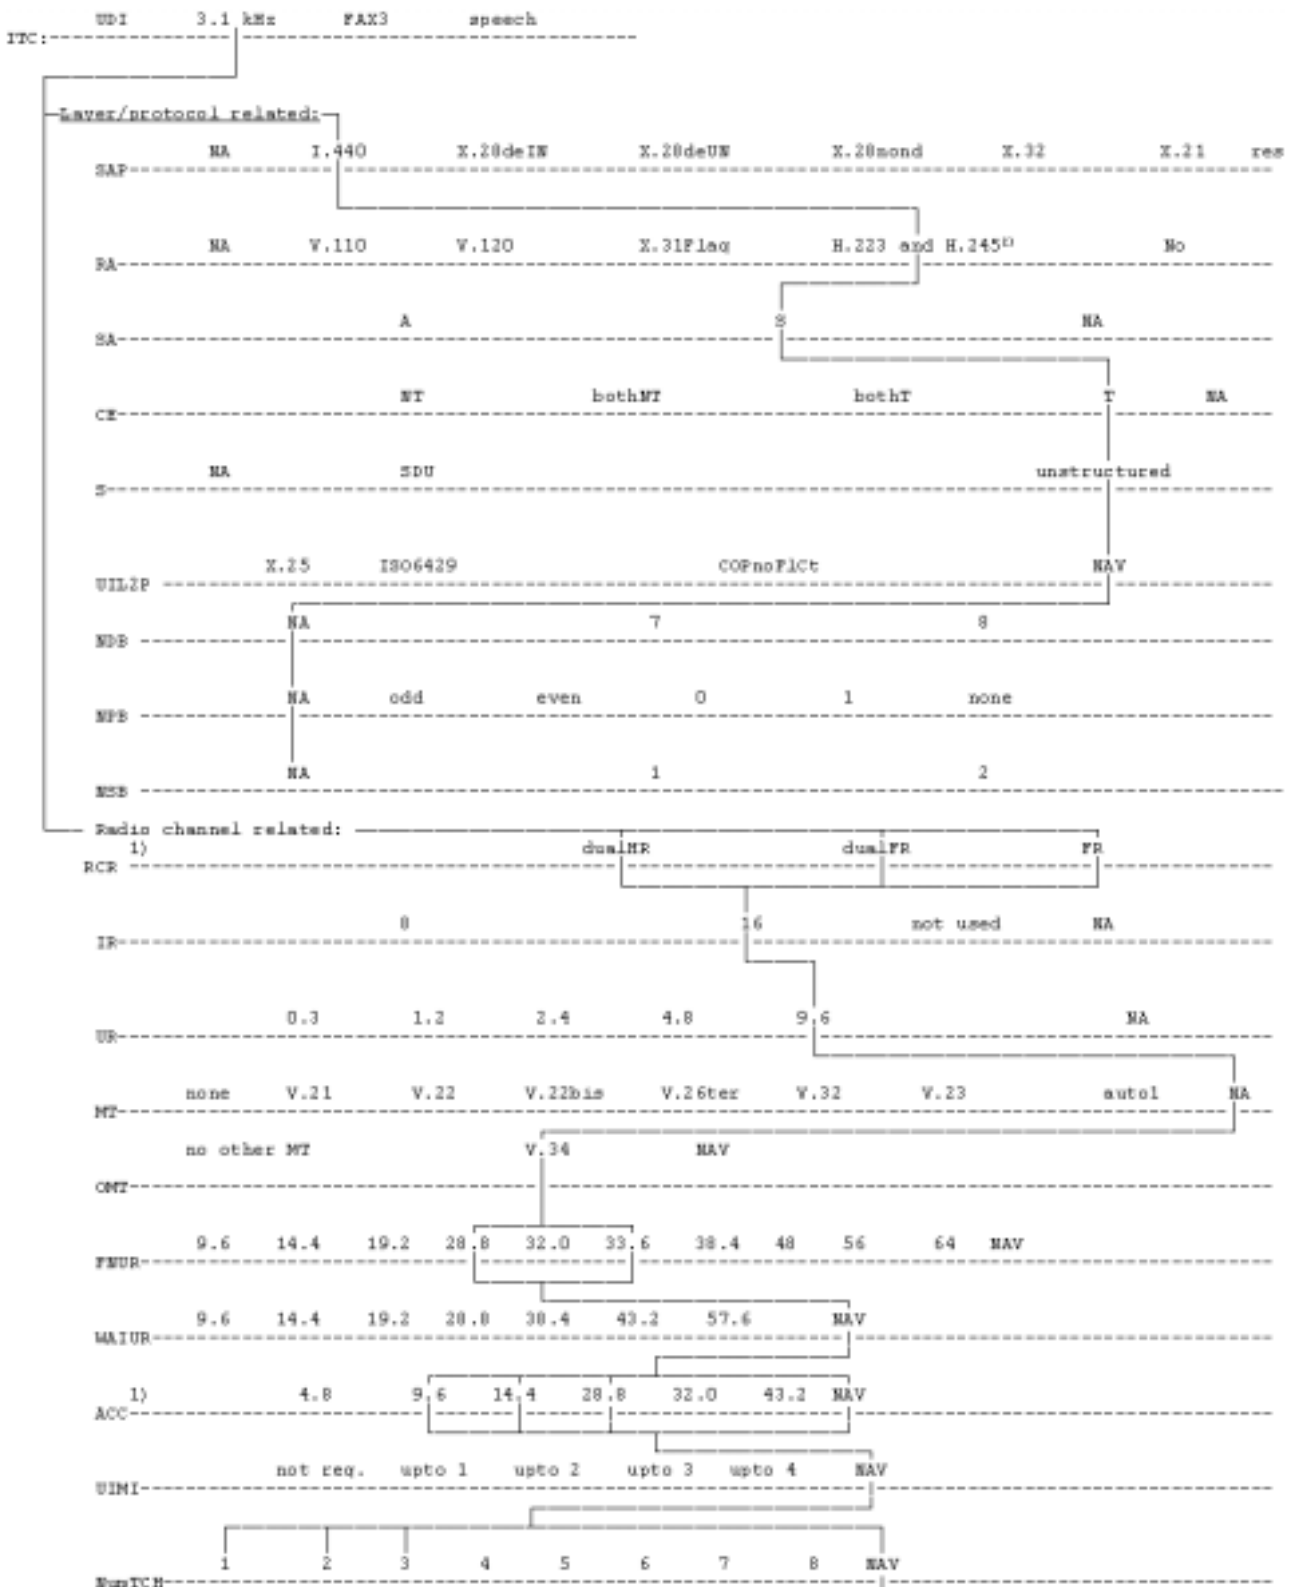 UDI 3.1 kHz FAX3 speech
ITC:
Layer/protocol related:
NA I.440 X.28deIN X.28deUN X.28nond X.32 X.21 res
SAP
NA V.110 V.120 X.31Flag H.223 and H.245 No
RA
A S NA
SA
NT bothNT bothT T NA
CE
NA SDU unstructured
S
X.25 ISO6429 COPnoFlCt NAV
UIL2P
NA 7 8
NDB
NA odd even 0 1 none
NPB
NA 1 2
NSB
Radio channel related:
1) dualHR dualFR FR
RCR
8 16 not used NA
IR
0.3 1.2 2.4 4.8 9.6 NA
UR
none V.21 V.22 V.22bis V.26ter V.32 V.23 auto1 NA
MT
no other MT V.34 NAV
OMT
9.6 14.4 19.2 28.8 32.0 33.6 38.4 48 56 64 NAV
FNUR
9.6 14.4 19.2 28.8 38.4 43.2 57.6 NAV
WAIUR
1) 4.8 9.6 14.4 28.8 32.0 43.2 NAV
ACC
not req. upto 1 upto 2 upto 3 upto 4 NAV
UIMI
1 2 3 4 5 6 7 8 NAV
NumTCH